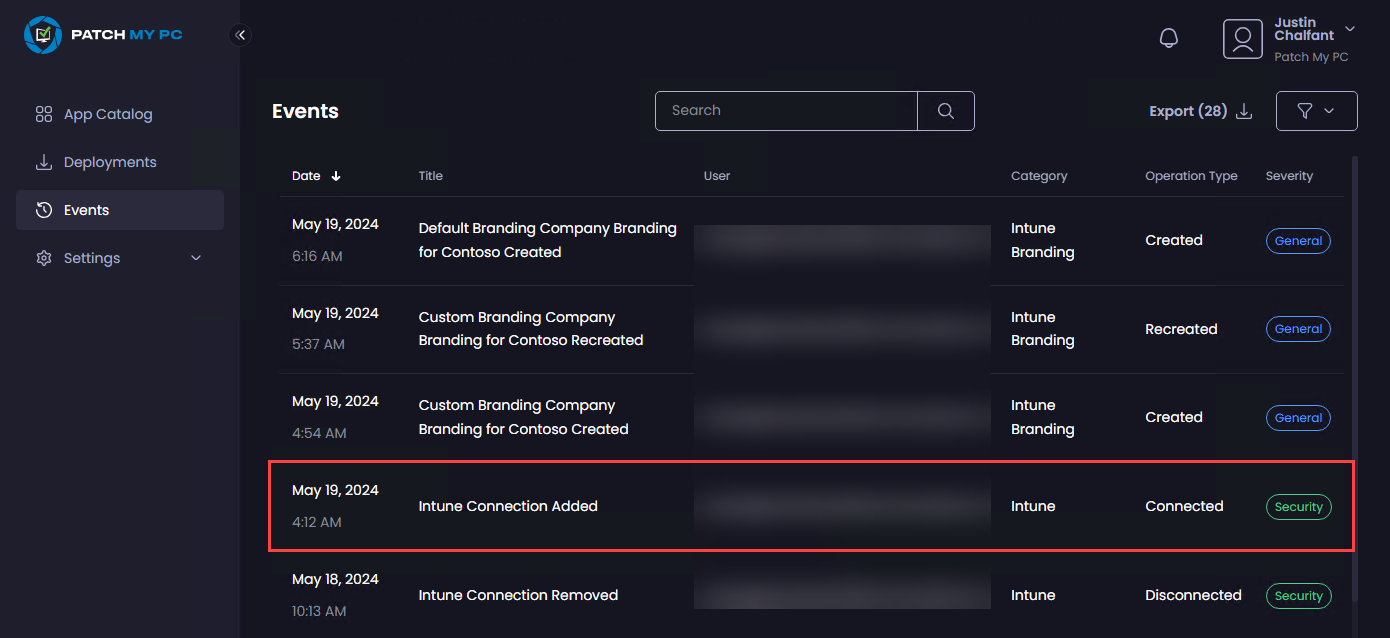 PATCH MY PC
Justin
Chalfant
Patch My PC
App Catalog
Deployments
Events
Settings
Events
Search
Export (28)
Date Title User Category Operation Type Severity
May 19, 2024
6:16 AM
Default Branding Company Branding
for Contoso Created
Intune
Branding
Created
General
May 19, 2024
5:37 AM
Custom Branding Company
Branding for Contoso Recreated
Intune
Branding
Recreated
General
May 19, 2024
4:54 AM
Custom Branding Company
Branding for Contoso Created
Intune
Branding
Created
General
May 19, 2024
4:12 AM
Intune Connection Added
Intune
Connected
Security
May 18, 2024
10:13 AM
Intune Connection Removed
Intune
Disconnected
Security